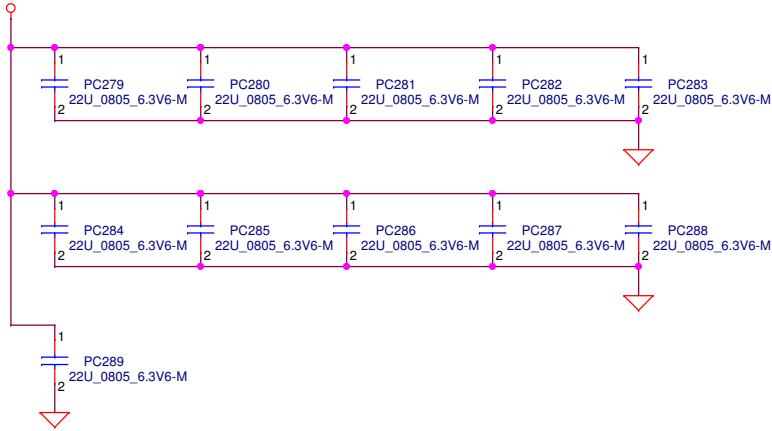 1 1 1 1 1
PC279 PC280 PC281 PC282 PC283
22U_0805_6.3V6-M 22U_0805_6.3V6-M 22U_0805_6.3V6-M 22U_0805_6.3V6-M 22U_0805_6.3V6-M
2 2 2 2 2
1 1 1 1 1
PC284 PC285 PC286 PC287 PC288
22U_0805_6.3V6-M 22U_0805_6.3V6-M 22U_0805_6.3V6-M 22U_0805_6.3V6-M 22U_0805_6.3V6-M
2 2 2 2 2
1
PC289
22U_0805_6.3V6-M
2